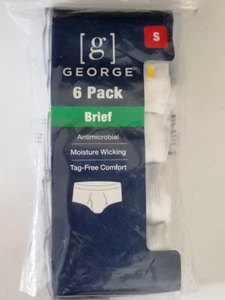 [g]
S
GEORGE
6 Pack
Brief
Antimicrobial
Moisture Wicking
Tag-Free Comfort